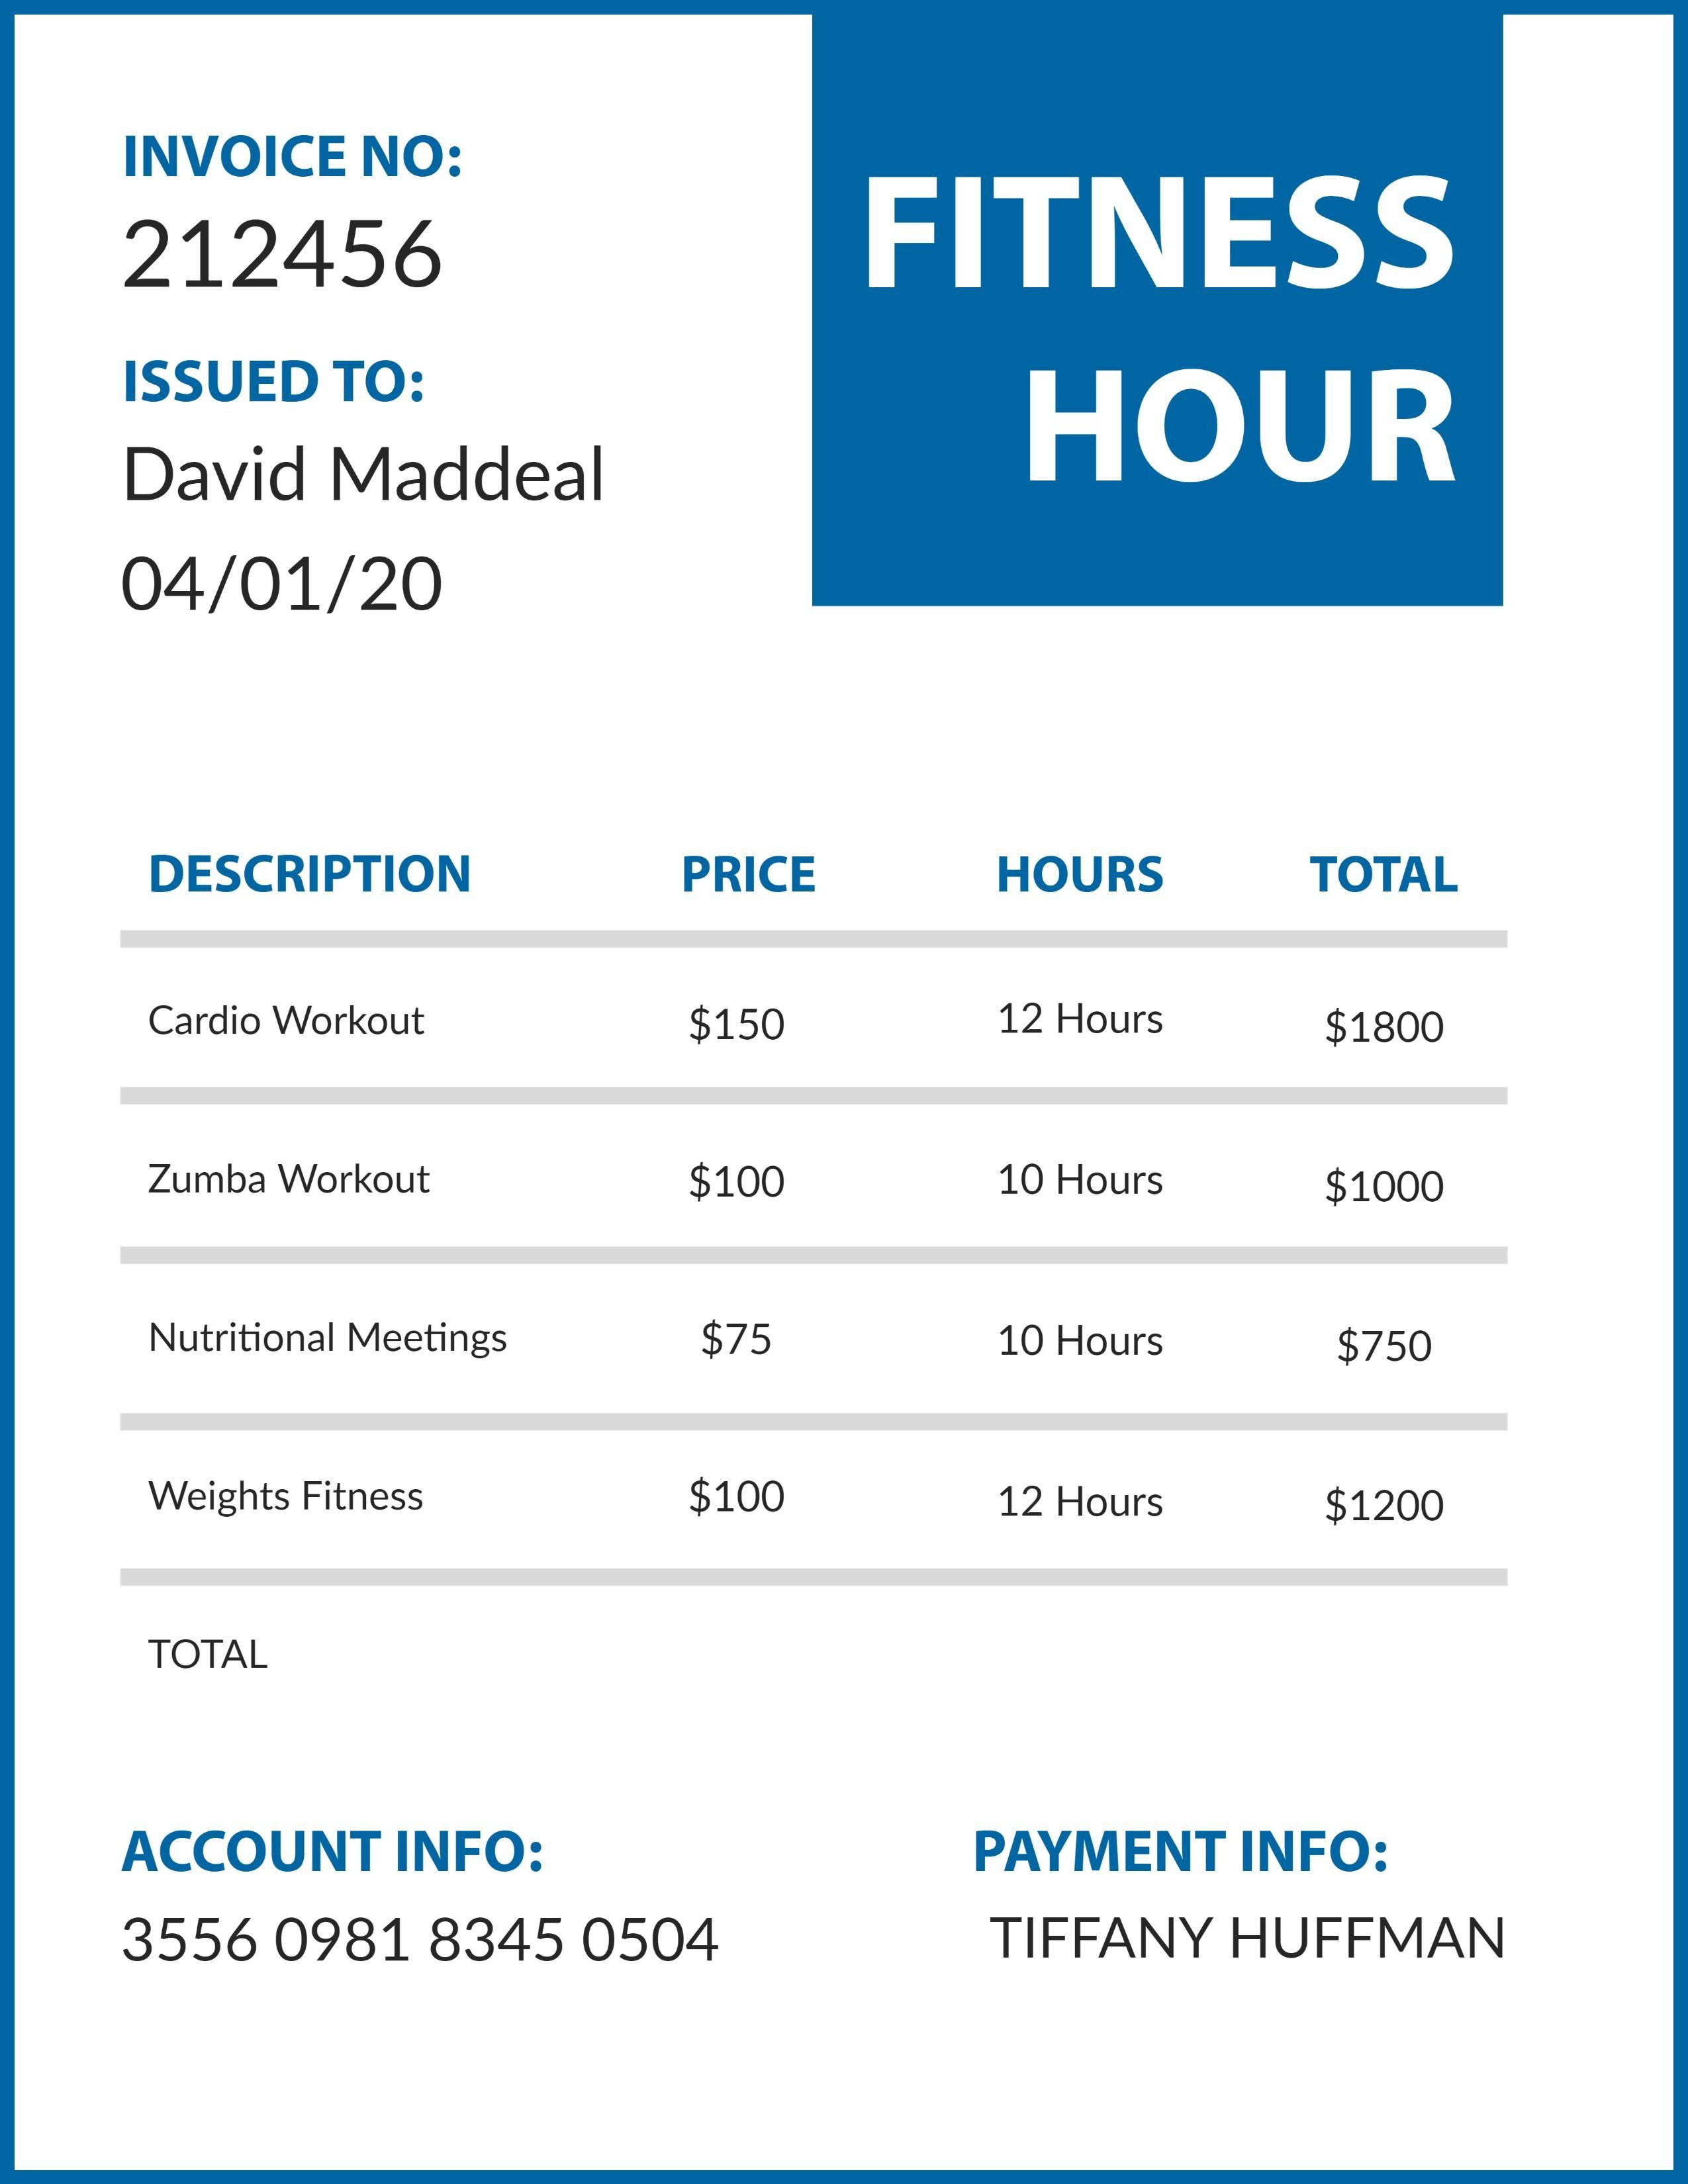 INVOICE NO:
212456
ISSUED TO:
David Maddeal
04/01/20
FITNESS
HOUR
DESCRIPTION PRICE HOURS TOTAL
Cardio Workout $150 12 Hours $1800
Zumba Workout $100 10 Hours $1000
Nutritional Meetings $75 10 Hours $750
Weights Fitness $100 12 Hours $1200
TOTAL
ACCOUNT INFO:
3556 0981 8345 0504
PAYMENT INFO:
TIFFANY HUFFMAN